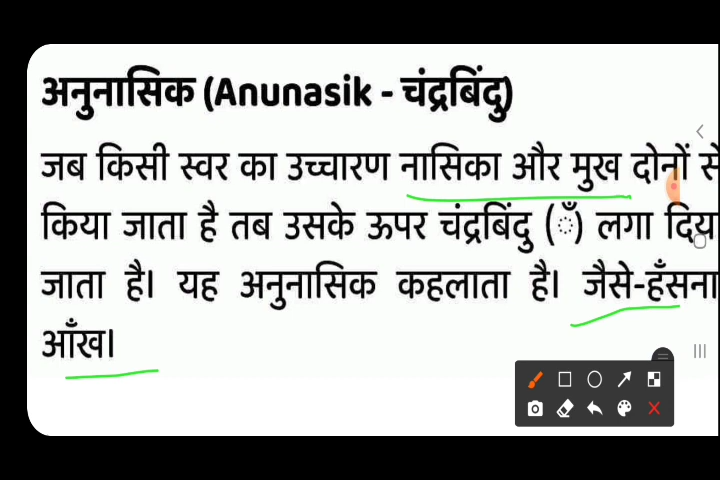 अनुनासिक (Anunasik - चंद्रबिंदु)
जब किसी स्वर का उच्चारण नासिका और मुख दोनों से
किया जाता है तब उसके ऊपर चंद्रबिंदु (ँ) लगा दिय
जाता है। यह अनुनासिक कहलाता है। जैसे-हँसना
आँख।